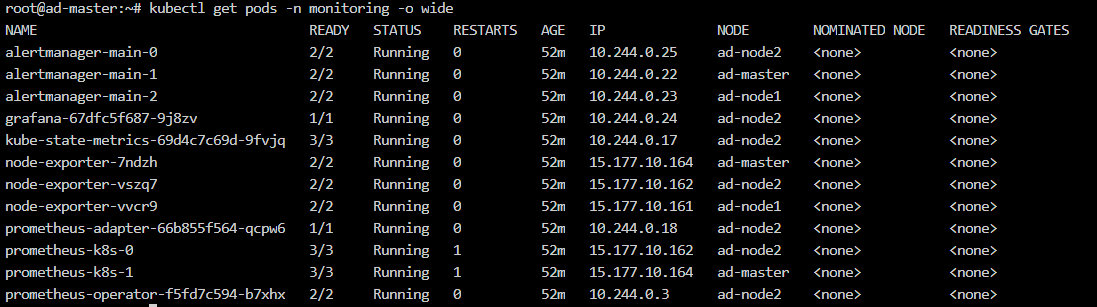 root@ad-master:~# kubectl get pods -n monitoring -o wide
NAME READY STATUS RESTARTS AGE IP NODE NOMINATED NODE READINESS GATES
alertmanager-main-0 2/2 Running 0 52m 10.244.0.25 ad-node2 <none> <none>
alertmanager-main-1 2/2 Running 0 52m 10.244.0.22 ad-master <none> <none>
alertmanager-main-2 2/2 Running 0 52m 10.244.0.23 ad-node1 <none> <none>
grafana-67dfc5f687-9j8zv 1/1 Running 0 52m 10.244.0.24 ad-node2 <none> <none>
kube-state-metrics-69d4c7c69d-9fvjq 3/3 Running 0 52m 10.244.0.17 ad-node2 <none> <none>
node-exporter-7ndzh 2/2 Running 0 52m 15.177.10.164 ad-master <none> <none>
node-exporter-vszq7 2/2 Running 0 52m 15.177.10.162 ad-node2 <none> <none>
node-exporter-vvcr9 2/2 Running 0 52m 15.177.10.161 ad-node1 <none> <none>
prometheus-adapter-66b855f564-qcpw6 1/1 Running 0 52m 10.244.0.18 ad-node2 <none> <none>
prometheus-k8s-0 3/3 Running 1 52m 15.177.10.162 ad-node2 <none> <none>
prometheus-k8s-1 3/3 Running 1 52m 15.177.10.164 ad-master <none> <none>
prometheus-operator-f5fd7c594-b7xhx 2/2 Running 0 52m 10.244.0.3 ad-node2 <none> <none>